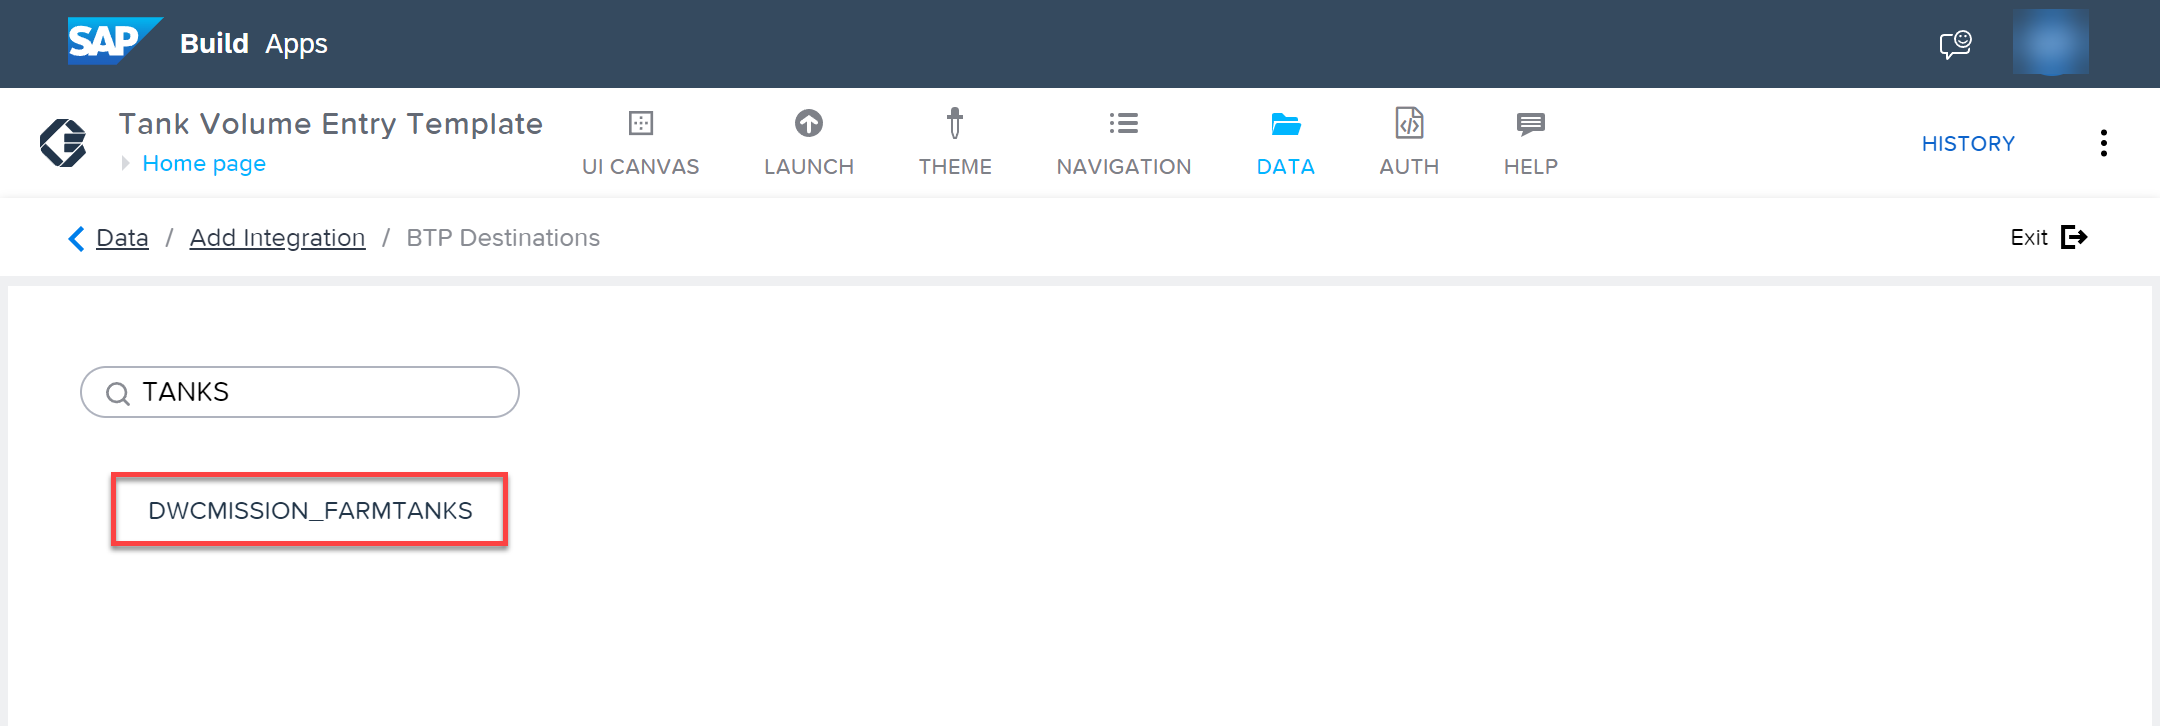 SAP Build Apps
Tank Volume Entry Template
Home page
UI CANVAS
LAUNCH
THEME
NAVIGATION
DATA
AUTH
HELP
HISTORY
Data / Add Integration / BTP Destinations
Exit
TANKS
DWCMISSION_FARMTANKS